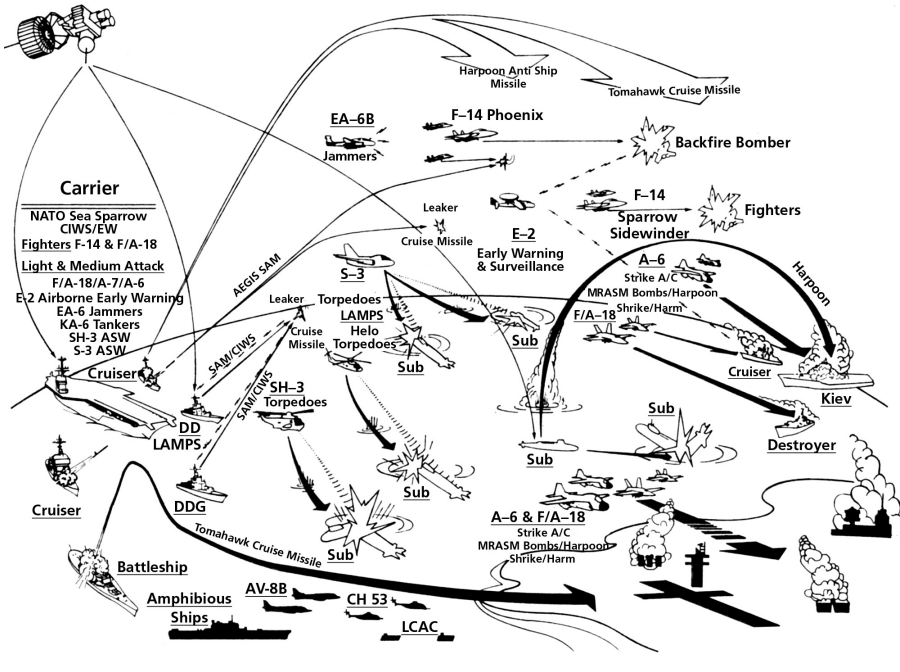 Harpoon Anti Ship
Missile
Tomahawk Cruise Missile
EA–6B
Jammers
F–14 Phoenix
Backfire Bomber
Carrier
NATO Sea Sparrow
CIWS/EW
Fighters F-14 & F/A-18
Light & Medium Attack
F/A-18/A-7/A-6
E-2 Airborne Early Warning
EA-6 Jammers
KA-6 Tankers
SH-3 ASW
S-3 ASW
Leaker
Cruise Missile
E–2
Early Warning
& Surveillance
F–14
Sparrow
Sidewinder
Fighters
AEGIS SAM
S–3
A–6
Strike A/C
MRASM Bombs/Harpoon
Shrike/Harm
F/A–18
Harpoon
Leaker
Cruise
Missile
Torpedoes
LAMPS
Helo
Torpedoes
Sub
Sub
Cruiser
SAM/CIWS
SAM/CIWS
SH–3
Torpedoes
Cruiser
Kiev
DD
LAMPS
Sub
Sub
Destroyer
Sub
Cruiser
DDG
Sub
A–6 & F/A–18
Strike A/C
MRASM Bombs/Harpoon
Shrike/Harm
Tomahawk Cruise Missile
Battleship
AV–8B
CH 53
Amphibious
Ships
LCAC